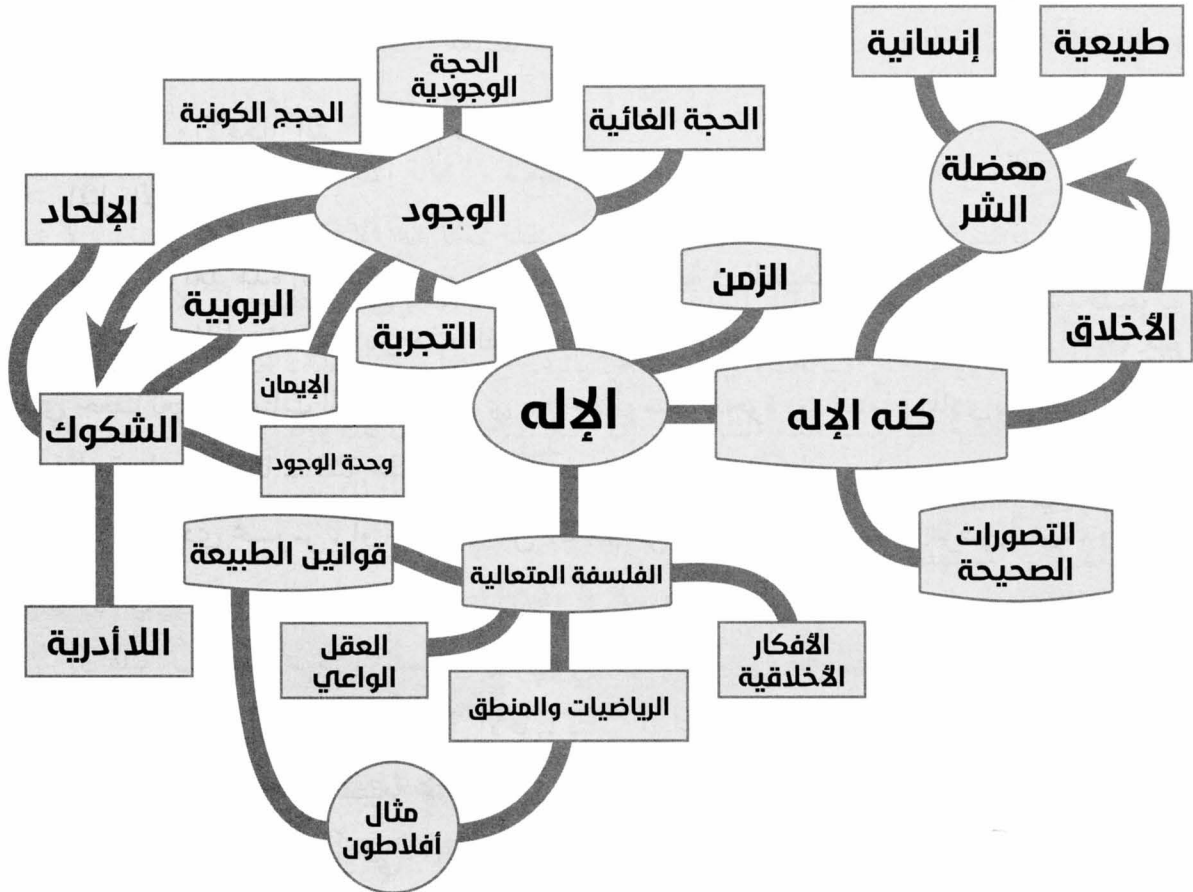 إنسانية
طبيعية
الحجة
الوجودية
الحجج الكونية
الحجة الغائية
معضلة
الشر
الإلحاد
الوجود
الزمن
الربوبية
التجربة
الأخلاق
الإيمان
الإله
كنه الإله
الشكوك
وحدة الوجود
التصورات
الصحيحة
قوانين الطبيعة
الفلسفة المتعالية
اللاأدرية
العقل
الواعي
الأفكار
الأخلاقية
الرياضيات والمنطق
مثال
أفلاطون